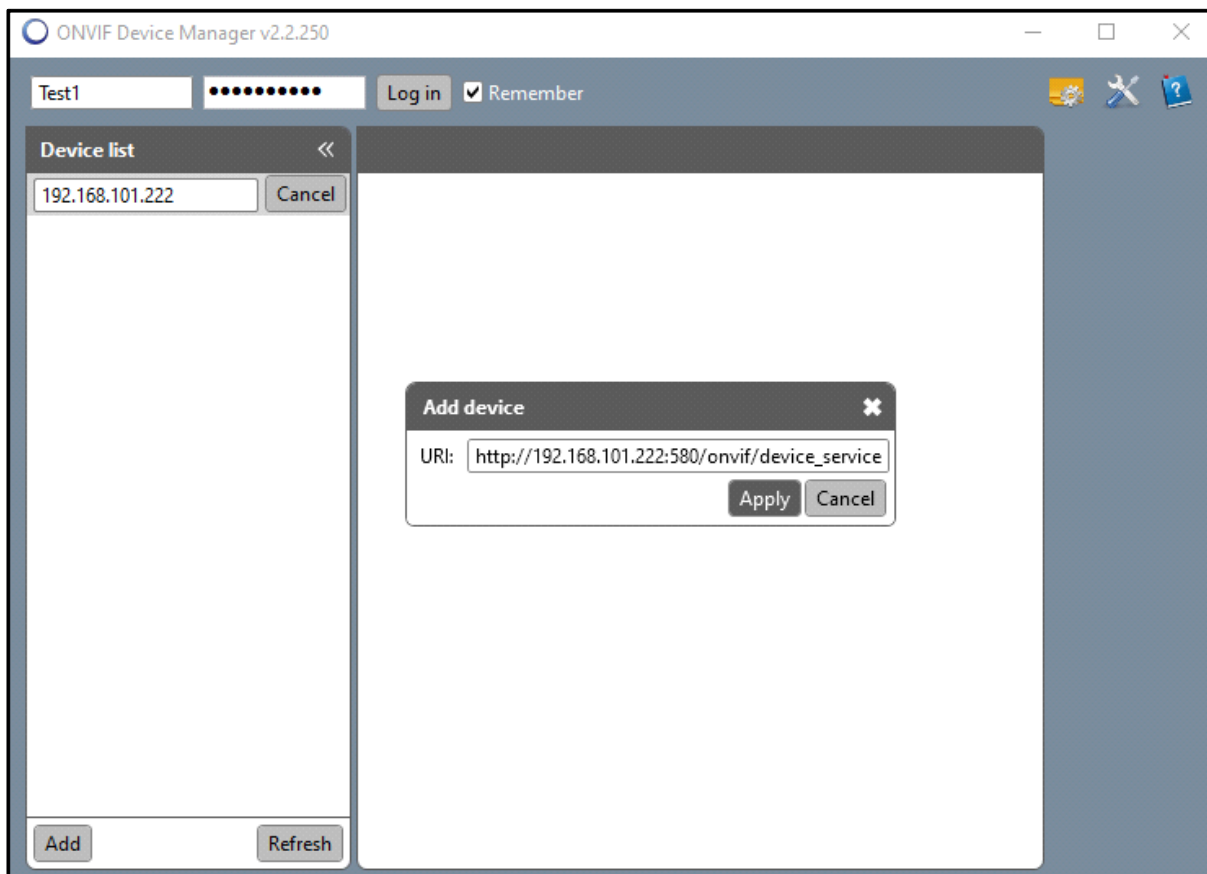 ONVIF Device Manager v2.2.250
Test1 •••••••••• Log in Remember
Device list «
192.168.101.222 Cancel
Add device
URI: http://192.168.101.222:580/onvif/device_service
Apply Cancel
Add Refresh